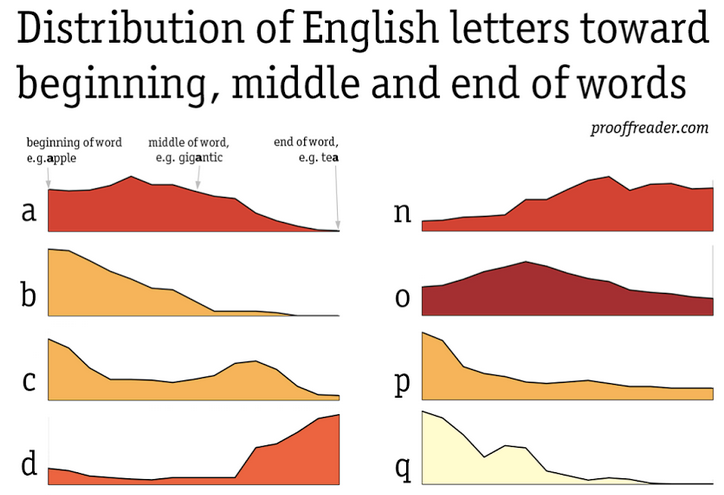 Distribution of English letters toward
beginning, middle and end of words
prooffreader.com
beginning of word
e.g.apple
middle of word,
e.g. gigantic
end of word,
e.g. tea
a
n
b
o
c
p
d
q